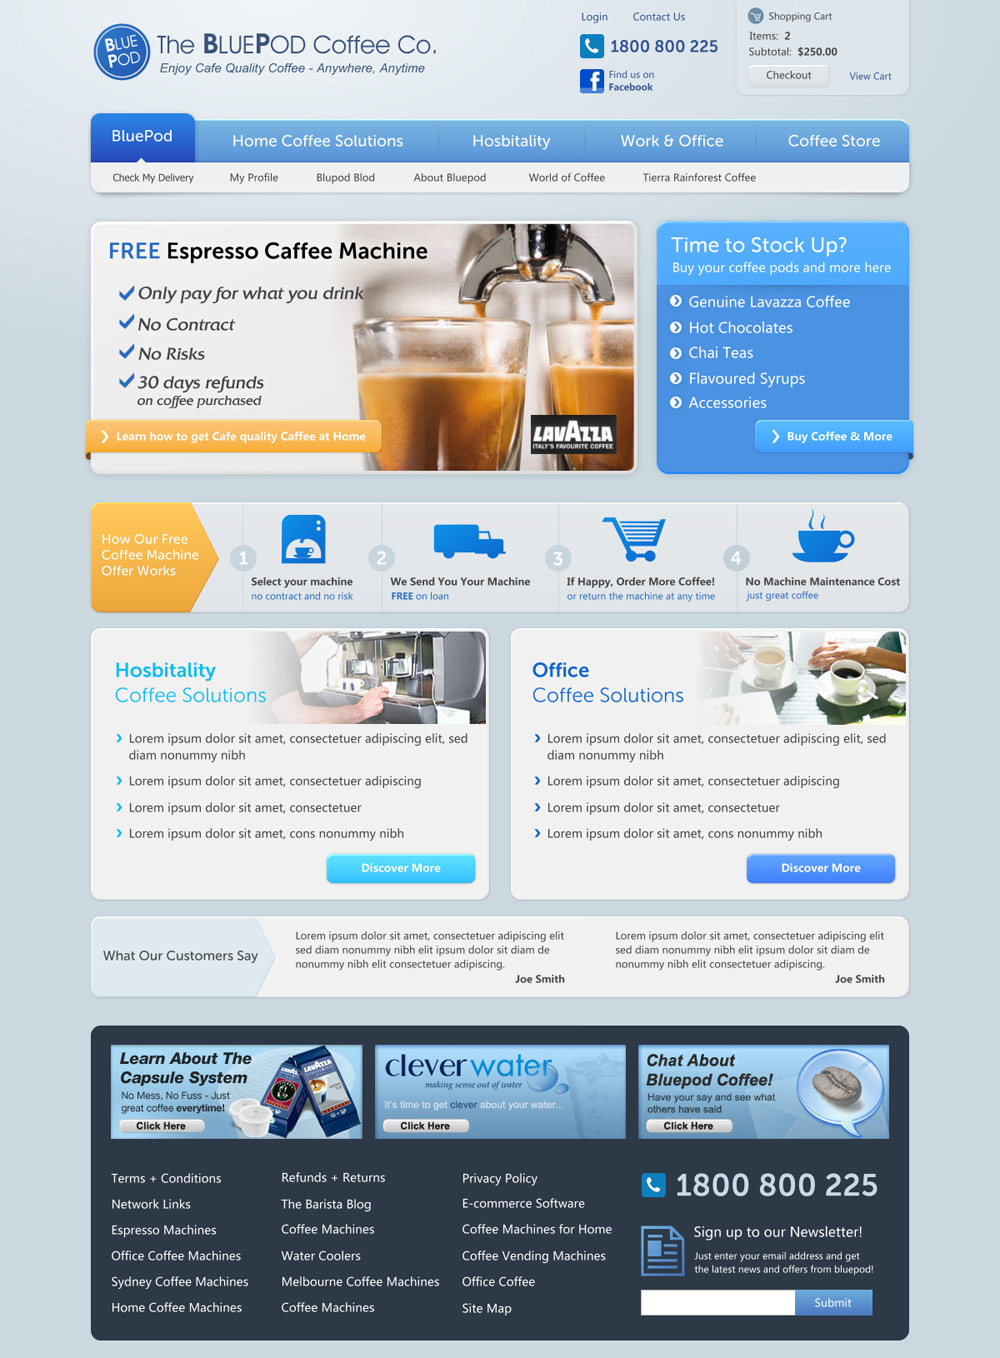 BLUE POD
The BLUEPOD Coffee Co.
Enjoy Cafe Quality Coffee - Anywhere, Anytime
Login
Contact Us
1800 800 225
Find us on
Facebook
Shopping Cart
Items: 2
Subtotal: $250.00
Checkout
View Cart
BluePod
Home Coffee Solutions
Hosbitality
Work & Office
Coffee Store
Check My Delivery
My Profile
Blupod Blod
About Bluepod
World of Coffee
Tierra Rainforest Coffee
FREE Espresso Caffee Machine
Only pay for what you drink
No Contract
No Risks
30 days refunds
on coffee purchased
Learn how to get Cafe quality Caffee at Home
LAVAZZA
ITALY'S FAVOURITE COFFEE
Time to Stock Up?
Buy your coffee pods and more here
Genuine Lavazza Coffee
Hot Chocolates
Chai Teas
Flavoured Syrups
Accessories
Buy Coffee & More
How Our Free
Coffee Machine
Offer Works
1
Select your machine
no contract and no risk
2
We Send You Your Machine
FREE on loan
3
If Happy, Order More Coffee!
or return the machine at any time
4
No Machine Maintenance Cost
just great coffee
Hosbitality
Coffee Solutions
Lorem ipsum dolor sit amet, consectetuer adipiscing elit, sed
diam nonummy nibh
Lorem ipsum dolor sit amet, consectetuer adipiscing
Lorem ipsum dolor sit amet, consectetuer
Lorem ipsum dolor sit amet, cons nonummy nibh
Discover More
Office
Coffee Solutions
Lorem ipsum dolor sit amet, consectetuer adipiscing elit, sed
diam nonummy nibh
Lorem ipsum dolor sit amet, consectetuer adipiscing
Lorem ipsum dolor sit amet, consectetuer
Lorem ipsum dolor sit amet, cons nonummy nibh
Discover More
What Our Customers Say
Lorem ipsum dolor sit amet, consectetuer adipiscing elit
sed diam nonummy nibh elit ipsum dolor sit diam de
nonummy nibh elit consectetuer adipiscing.
Joe Smith
Lorem ipsum dolor sit amet, consectetuer adipiscing elit
sed diam nonummy nibh elit ipsum dolor sit diam de
nonummy nibh elit consectetuer adipiscing.
Joe Smith
Learn About The
Capsule System
No Mess, No Fuss - Just
great coffee everytime!
Click Here
LAVAZZA
LAVAZZA
cleverwater
making sense out of water
It's time to get clever about your water...
Click Here
Chat About
Bluepod Coffee!
Have your say and see what
others have said
Click Here
Terms + Conditions
Network Links
Espresso Machines
Office Coffee Machines
Sydney Coffee Machines
Home Coffee Machines
Refunds + Returns
The Barista Blog
Coffee Machines
Water Coolers
Melbourne Coffee Machines
Coffee Machines
Privacy Policy
E-commerce Software
Coffee Machines for Home
Coffee Vending Machines
Office Coffee
Site Map
1800 800 225
Sign up to our Newsletter!
Just enter your email address and get
the latest news and offers from bluepod!
Submit